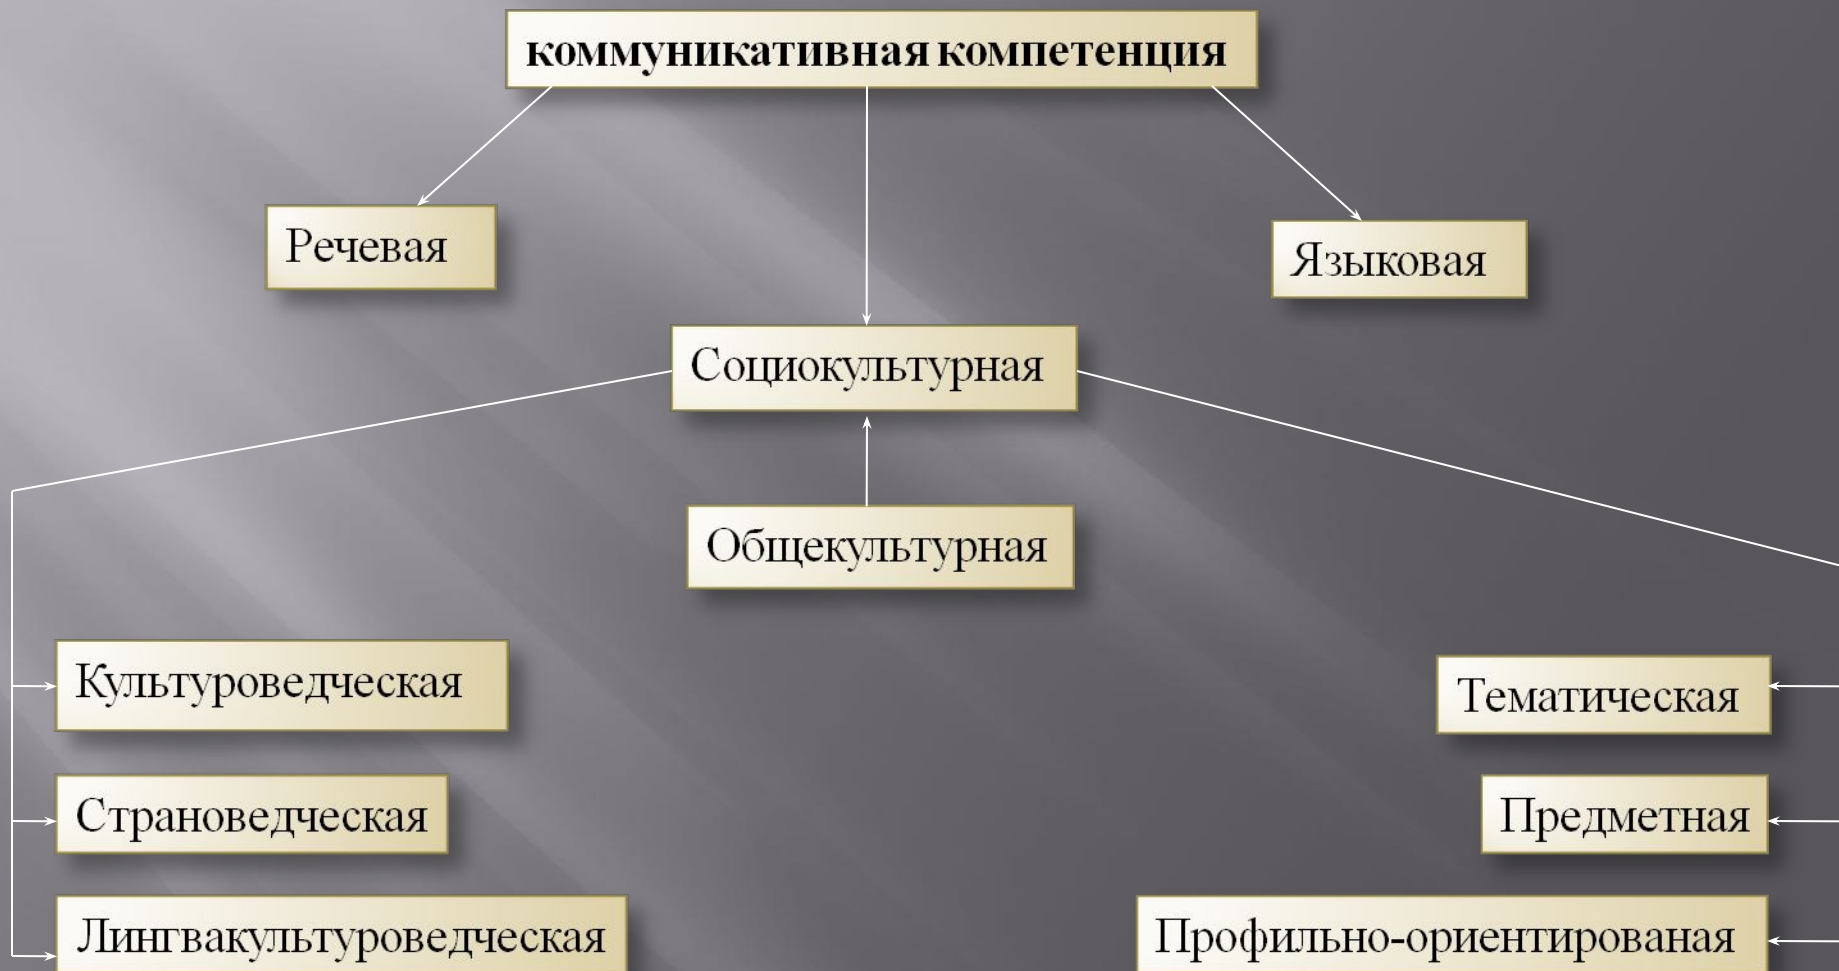 коммуникативная компетенция
Речевая
Языковая
Социокультурная
Общекультурная
Культуроведческая
Тематическая
Страноведческая
Предметная
Лингвакультуроведческая
Профильно-ориентированая